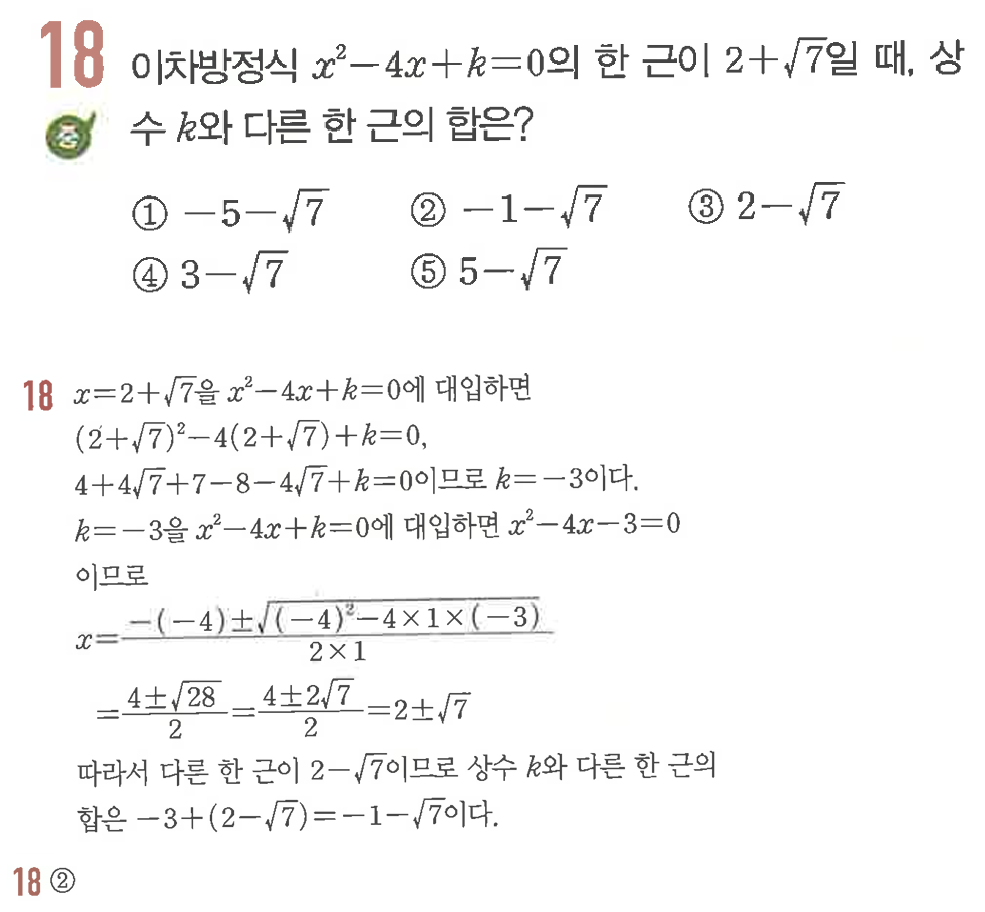 18 이차방정식 x²-4x+k=0의 한 근이 2+√7일 때, 상
수 k와 다른 한 근의 합은?
① -5-√7 ② -1-√7 ③ 2-√7
④ 3-√7 ⑤ 5-√7
18 x=2+√7을 x²-4x+k=0에 대입하면
(2+√7)²-4(2+√7)+k=0,
4+4√7+7-8-4√7+k=0이므로 k=-3이다.
k=-3을 x²-4x+k=0에 대입하면 x²-4x-3=0
이므로
x=\frac{-(-4)±\sqrt{(-4)²-4×1×(-3)}}{2×1}
=\frac{4±√28}{2}=\frac{4±2√7}{2}=2±√7
따라서 다른 한 근이 2-√7이므로 상수 k와 다른 한 근의
합은 -3+(2-√7)=-1-√7이다.
18 ②